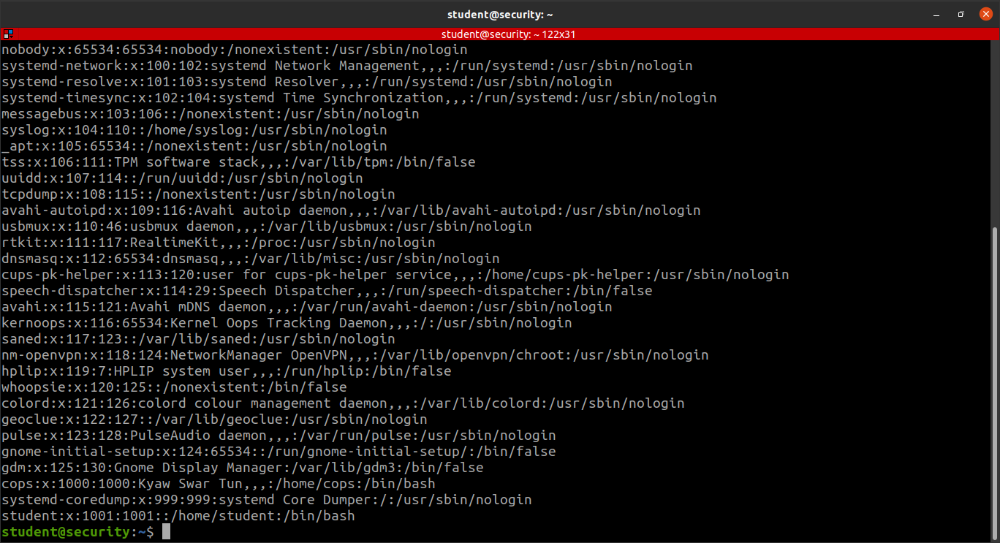 student@security: ~
student@security: ~ 122x31
nobody:x:65534:65534:nobody:/nonexistent:/usr/sbin/nologin
systemd-network:x:100:102:systemd Network Management,,,:/run/systemd:/usr/sbin/nologin
systemd-resolve:x:101:103:systemd Resolver,,,:/run/systemd:/usr/sbin/nologin
systemd-timesync:x:102:104:systemd Time Synchronization,,,:/run/systemd:/usr/sbin/nologin
messagebus:x:103:106::/nonexistent:/usr/sbin/nologin
syslog:x:104:110::/home/syslog:/usr/sbin/nologin
_apt:x:105:65534::/nonexistent:/usr/sbin/nologin
tss:x:106:111:TPM software stack,,,:/var/lib/tpm:/bin/false
uuidd:x:107:114::/run/uuidd:/usr/sbin/nologin
tcpdump:x:108:115::/nonexistent:/usr/sbin/nologin
avahi-autoipd:x:109:116:Avahi autoip daemon,,,:/var/lib/avahi-autoipd:/usr/sbin/nologin
usbmux:x:110:46:usbmux daemon,,,:/var/lib/usbmux:/usr/sbin/nologin
rtkit:x:111:117:RealtimeKit,,,:/proc:/usr/sbin/nologin
dnsmasq:x:112:65534:dnsmasq,,,:/var/lib/misc:/usr/sbin/nologin
cups-pk-helper:x:113:120:user for cups-pk-helper service,,,:/home/cups-pk-helper:/usr/sbin/nologin
speech-dispatcher:x:114:29:Speech Dispatcher,,,:/run/speech-dispatcher:/bin/false
avahi:x:115:121:Avahi mDNS daemon,,,:/var/run/avahi-daemon:/usr/sbin/nologin
kernoops:x:116:65534:Kernel Oops Tracking Daemon,,,:/:/usr/sbin/nologin
saned:x:117:123::/var/lib/saned:/usr/sbin/nologin
nm-openvpn:x:118:124:NetworkManager OpenVPN,,,:/var/lib/openvpn/chroot:/usr/sbin/nologin
hplip:x:119:7:HPLIP system user,,,:/run/hplip:/bin/false
whoopsie:x:120:125::/nonexistent:/bin/false
colord:x:121:126:colord colour management daemon,,,:/var/lib/colord:/usr/sbin/nologin
geoclue:x:122:127::/var/lib/geoclue:/usr/sbin/nologin
pulse:x:123:128:PulseAudio daemon,,,:/var/run/pulse:/usr/sbin/nologin
gnome-initial-setup:x:124:65534::/run/gnome-initial-setup/:/bin/false
gdm:x:125:130:Gnome Display Manager:/var/lib/gdm3:/bin/false
cops:x:1000:1000:Kyaw Swar Tun,,,:/home/cops:/bin/bash
systemd-coredump:x:999:999:systemd Core Dumper:/:/usr/sbin/nologin
student:x:1001:1001::/home/student:/bin/bash
student@security:~$